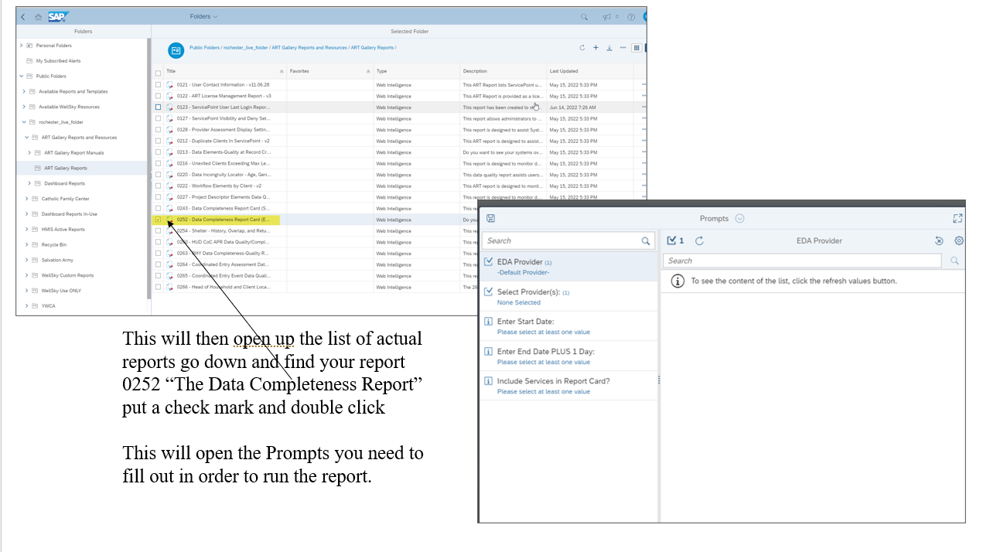 SAP
Folders
0
Folders
Selected Folder
Personal Folders
My Subscribed Alerts
Public Folders
Available Reports and Templates
Available WellSky Resources
rochester_live_folder
ART Gallery Reports and Resources
ART Gallery Report Manuals
ART Gallery Reports
Dashboard Reports
Catholic Family Center
Dashboard Reports In-Use
HMIS Active Reports
Recycle Bin
Salvation Army
WellSky Custom Reports
WellSky Use ONLY
YWCA
Public Folders / rochester_live_folder / ART Gallery Reports and Resources / ART Gallery Reports /
Title Favorites Type Description Last Updated
0121 - User Contact Information - v11.06.28 Web Intelligence This ART Report lists ServicePoint u... May 15, 2022 5:33 PM
0122 - ART License Management Report - v3 Web Intelligence This ART Report is provided as a lice... May 15, 2022 5:33 PM
0123 - ServicePoint User Last Login Repor... Web Intelligence This report has been created to Jun 14, 2022 7:26 AM
0127 - ServicePoint Visibility and Deny Set... Web Intelligence This report allows administrators to ... May 15, 2022 5:33 PM
0128 - Provider Assessment Display Settin... Web Intelligence This report is designed to assist Syst... May 15, 2022 5:33 PM
0212 - Duplicate Clients In ServicePoint - v2 Web Intelligence This ART report is designed to assist... May 15, 2022 5:33 PM
0213 - Data Elements-Quality at Record Cr... Web Intelligence Do you want to see your systems ov... May 15, 2022 5:33 PM
0216 - Unexited Clients Exceeding Max Le... Web Intelligence This report is designed to monitor d... May 15, 2022 5:33 PM
0220 - Data Incongruity Locator - Age, Gen... Web Intelligence This data quality report assists users... May 15, 2022 5:33 PM
0222 - Workflow Elements by Client - v2 Web Intelligence This ART report is designed to monit... May 15, 2022 5:33 PM
0227 - Project Descriptor Elements Data Q... Web Intelligence This report is designed to monitor d... May 15, 2022 5:33 PM
0243 - Data Completeness Report Card (S... Web Intelligence This re
0252 - Data Completeness Report Card (E... Web Intelligence Do you
0254 - Shelter - History, Overlap, and Retu... Web Intelligence This re
0260 - HUD CoC APR Data Quality/Compl... Web Intelligence This re
0263 - RHY Data Completeness-Quality R... Web Intelligence This re
0264 - Coordinated Entry Assessment Dat... Web Intelligence This re
0265 - Coordinated Entry Event Data Quali... Web Intelligence This re
0266 - Head of Household and Client Loca... Web Intelligence The 26
Prompts
Search
EDA Provider (1)
-Default Provider-
Select Provider(s): (1)
None Selected
Enter Start Date:
Please select at least one value
Enter End Date PLUS 1 Day:
Please select at least one value
Include Services in Report Card?
Please select at least one value
1
EDA Provider
Search
To see the content of the list, click the refresh values button.
This will then open up the list of actual
reports go down and find your report
0252 “The Data Completeness Report”
put a check mark and double click
This will open the Prompts you need to
fill out in order to run the report.